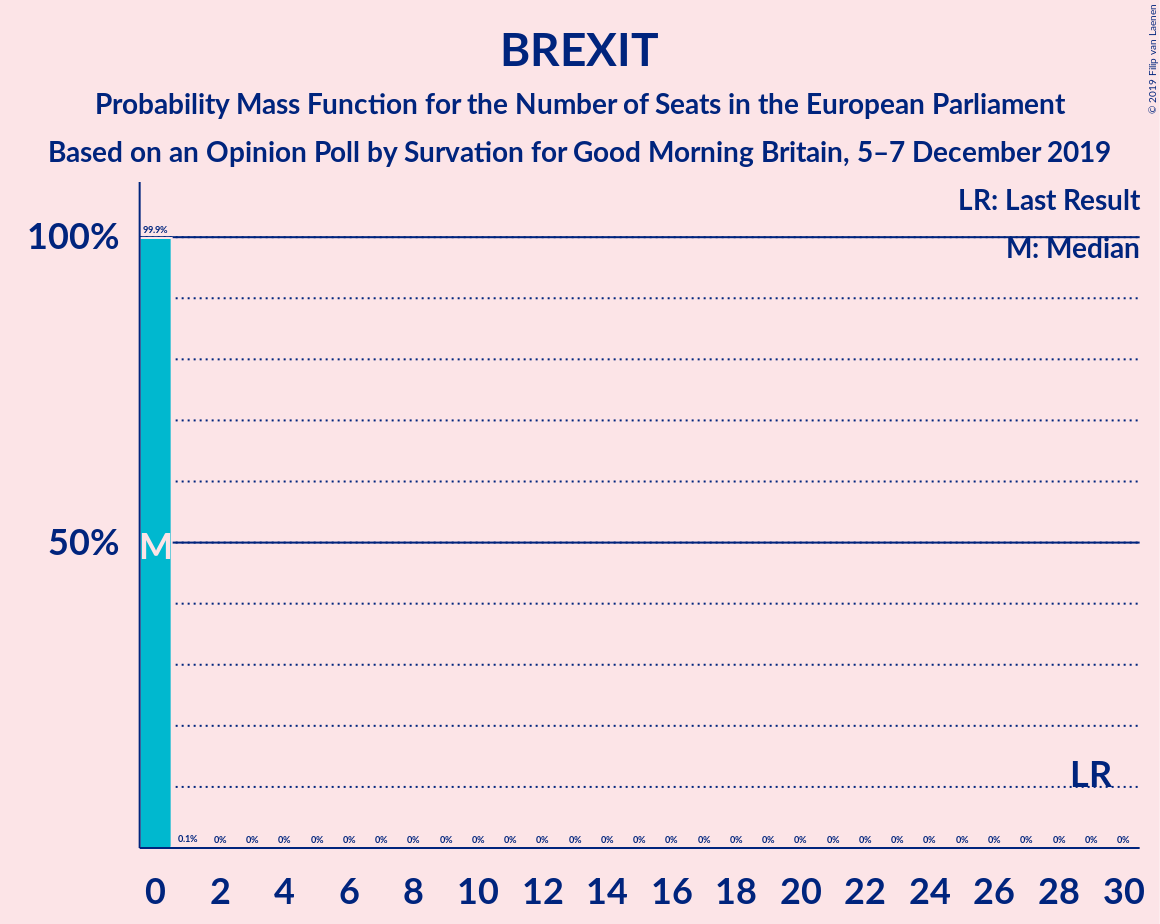 BREXIT
Probability Mass Function for the Number of Seats in the European Parliament
Based on an Opinion Poll by Survation for Good Morning Britain, 5–7 December 2019
© 2019 Filip van Laenen
LR: Last Result
M: Median
100%
99.9%
50%
M
LR
0.1% 0% 0% 0% 0% 0% 0% 0% 0% 0% 0% 0% 0% 0% 0% 0% 0% 0% 0% 0% 0% 0% 0% 0% 0% 0% 0% 0% 0% 0%
0 2 4 6 8 10 12 14 16 18 20 22 24 26 28 30